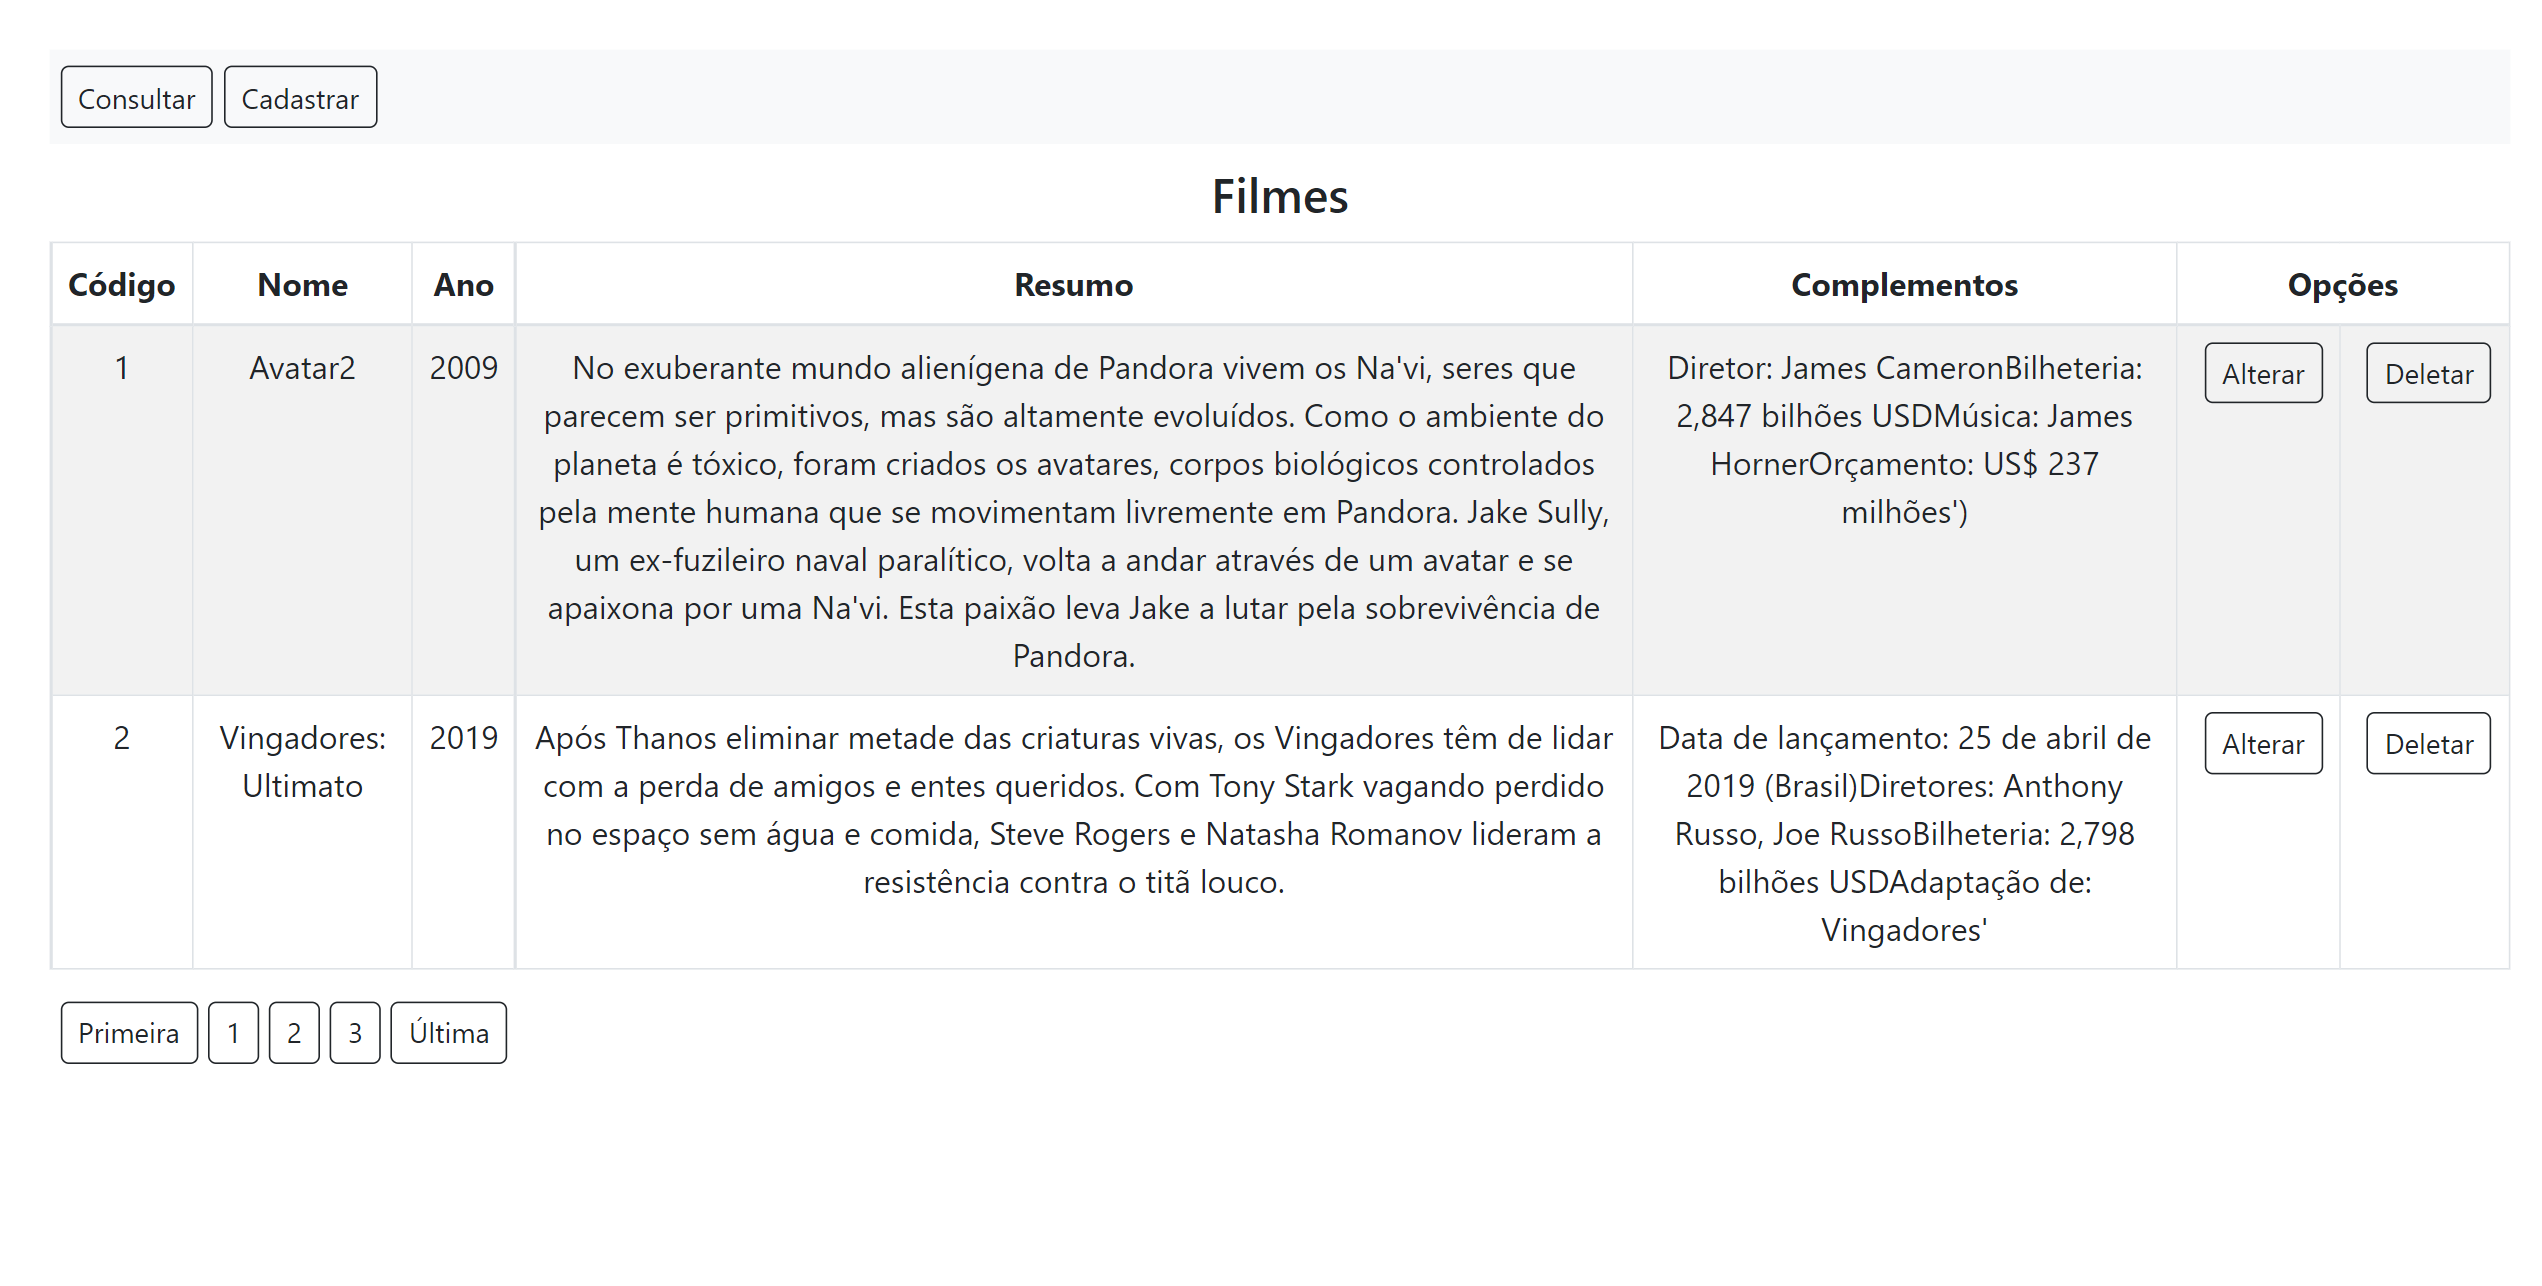 Consultar Cadastrar
Filmes
Código Nome Ano Resumo Complementos Opções
1 Avatar2 2009
No exuberante mundo alienígena de Pandora vivem os Na'vi, seres que
parecem ser primitivos, mas são altamente evoluídos. Como o ambiente do
planeta é tóxico, foram criados os avatares, corpos biológicos controlados
pela mente humana que se movimentam livremente em Pandora. Jake Sully,
um ex-fuzileiro naval paralítico, volta a andar através de um avatar e se
apaixona por uma Na'vi. Esta paixão leva Jake a lutar pela sobrevivência de
Pandora.
Diretor: James CameronBilheteria:
2,847 bilhões USDMúsica: James
HornerOrçamento: US$ 237
milhões')
Alterar Deletar
2 Vingadores:
Ultimato
2019
Após Thanos eliminar metade das criaturas vivas, os Vingadores têm de lidar
com a perda de amigos e entes queridos. Com Tony Stark vagando perdido
no espaço sem água e comida, Steve Rogers e Natasha Romanov lideram a
resistência contra o titã louco.
Data de lançamento: 25 de abril de
2019 (Brasil)Diretores: Anthony
Russo, Joe RussoBilheteria: 2,798
bilhões USDAdaptação de:
Vingadores'
Alterar Deletar
Primeira 1 2 3 Última